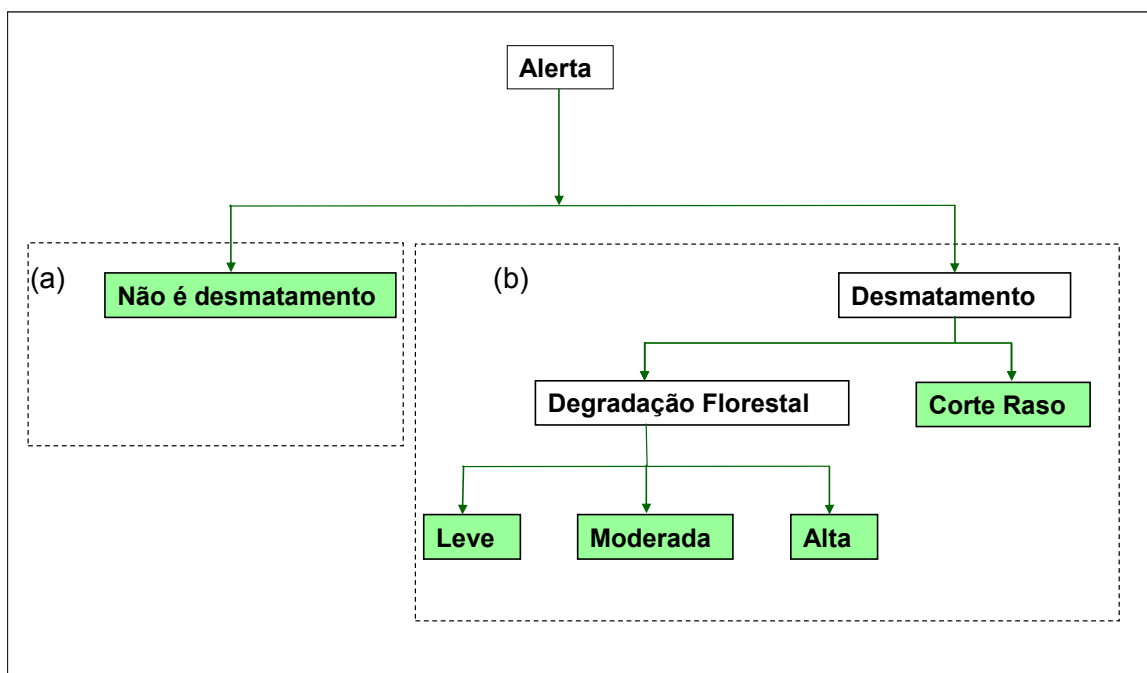 Alerta
(a)
Não é desmatamento
(b)
Desmatamento
Degradação Florestal
Corte Raso
Leve
Moderada
Alta